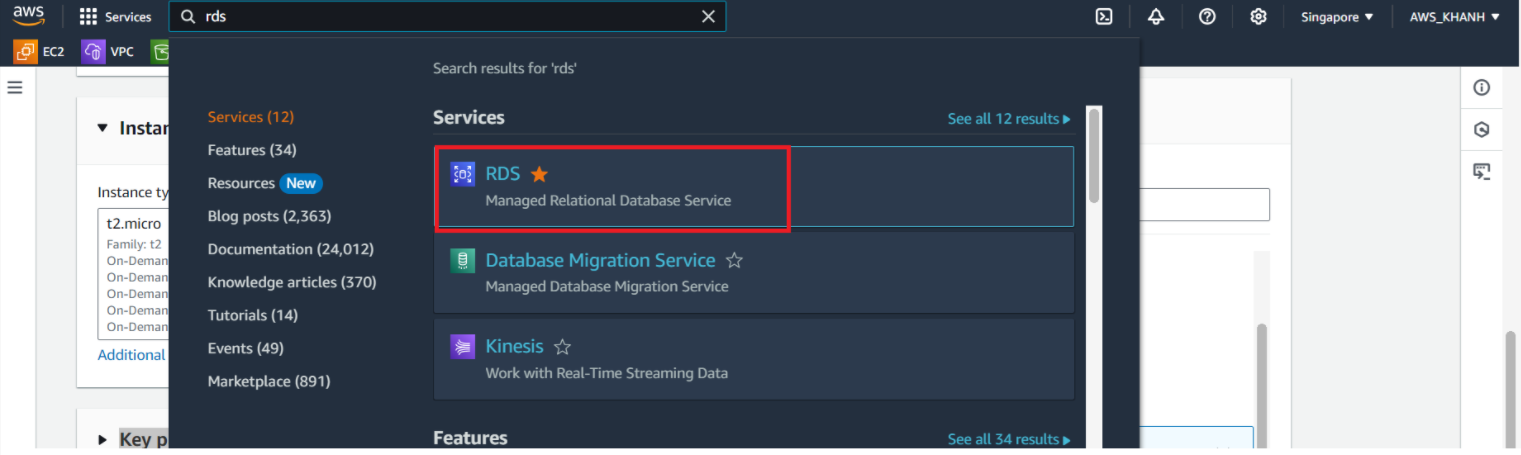 aws
Services
rds
Singapore
AWS_KHANH
EC2
VPC
Search results for 'rds'
Services (12)
Features (34)
Resources New
Blog posts (2,363)
Documentation (24,012)
Knowledge articles (370)
Tutorials (14)
Events (49)
Marketplace (891)
Services
See all 12 results
RDS
Managed Relational Database Service
Database Migration Service
Managed Database Migration Service
Kinesis
Work with Real-Time Streaming Data
Features
See all 34 results
Instan
Instance ty
t2.micro
Family: t2
On-Deman
On-Deman
On-Deman
On-Deman
On-Deman
Additional
Key p